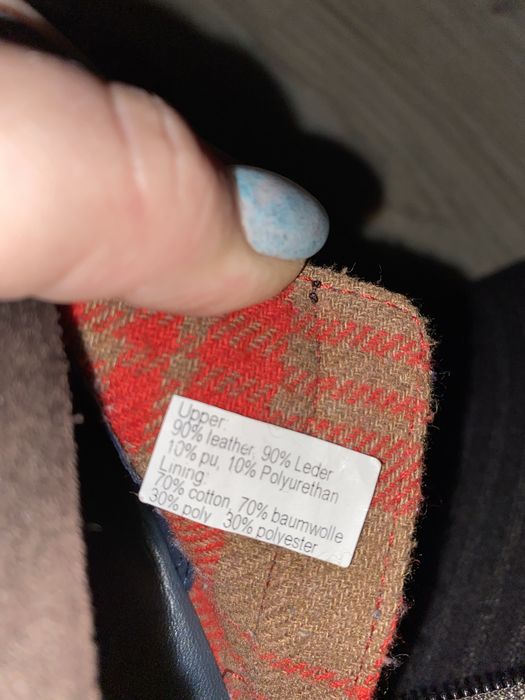 Upper:
90% leather, 90% Leder
10% pu, 10% Polyurethan
Lining:
70% cotton, 70% baumwolle
30% poly 30% polyester